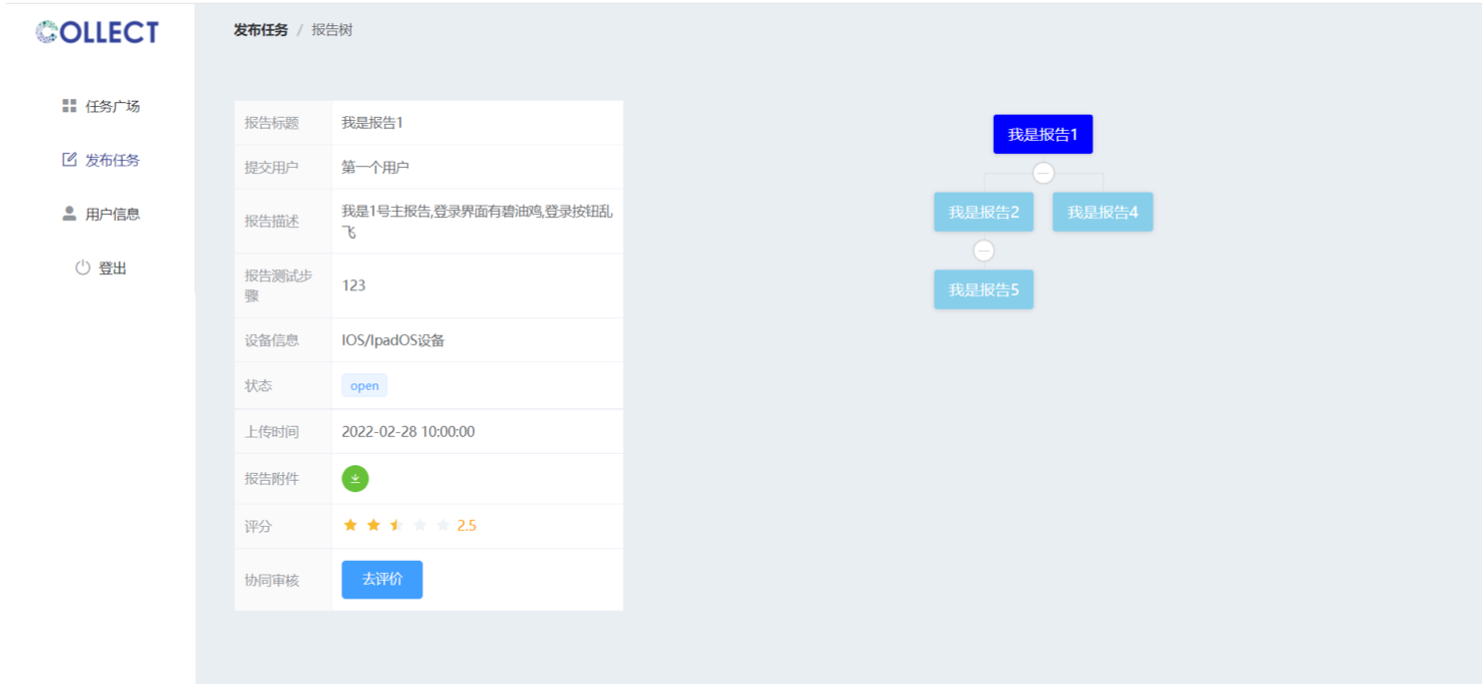 COLLECT
任务广场
发布任务
用户信息
登出
发布任务 / 报告树
报告标题 我是报告1
提交用户 第一个用户
报告描述 我是1号主报告,登录界面有碧油鸡,登录按钮乱
飞
报告测试步
骤
123
设备信息 IOS/IpadOS设备
状态 open
上传时间 2022-02-28 10:00:00
报告附件
评分 2.5
协同审核 去评价
我是报告1
我是报告2 我是报告4
我是报告5